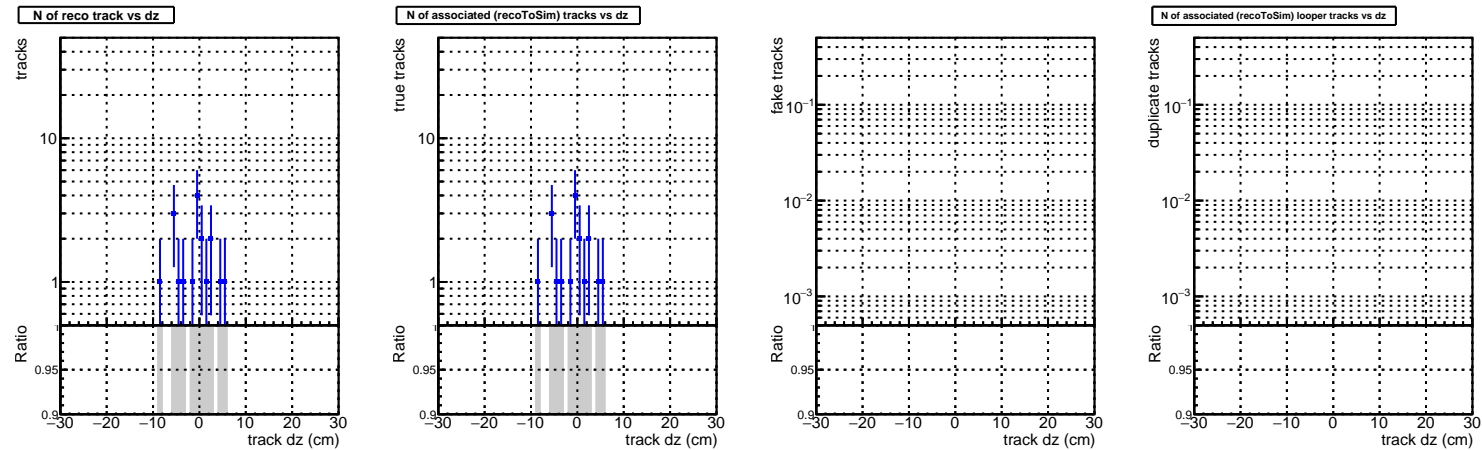 N of reco track vs dz
tracks
10
1
Ratio
1
0.95
0.9
−30 −20 −10 0 10 20 30
track dz (cm)
N of associated (recoToSim) tracks vs dz
true tracks
10
1
Ratio
1
0.95
0.9
−30 −20 −10 0 10 20 30
track dz (cm)
fake tracks
10−1
10−2
10−3
Ratio
1
0.95
0.9
−30 −20 −10 0 10 20 30
track dz (cm)
N of associated (recoToSim) looper tracks vs dz
duplicate tracks
10−1
10−2
10−3
Ratio
1
0.95
0.9
−30 −20 −10 0 10 20 30
track dz (cm)